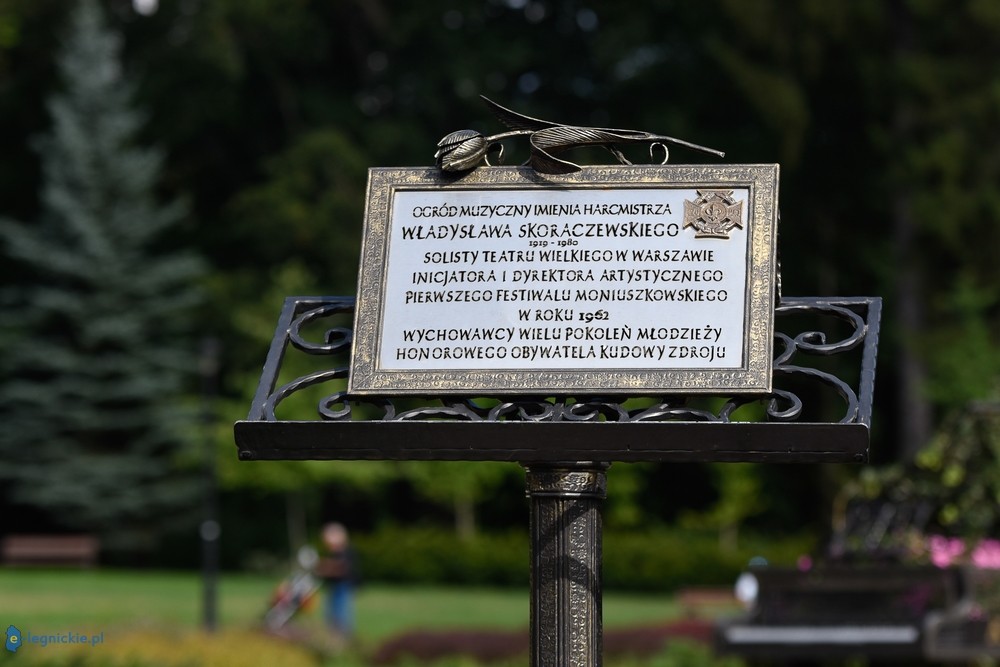 OGRÓD MUZYCZNY IMIENIA HARCMISTRZA
WŁADYSŁAWA SKORACZEWSKIEGO
1919 - 1980
SOLISTY TEATRU WIELKIEGO W WARSZAWIE
INICJATORA I DYREKTORA ARTYSTYCZNEGO
PIERWSZEGO FESTIWALU MONIUSZKOWSKIEGO
W ROKU 1962
WYCHOWAWCY WIELU POKOLEŃ MŁODZIEŻY
HONOROWEGO OBYWATELA KUDOWY ZDROJU
e-legnickie.pl